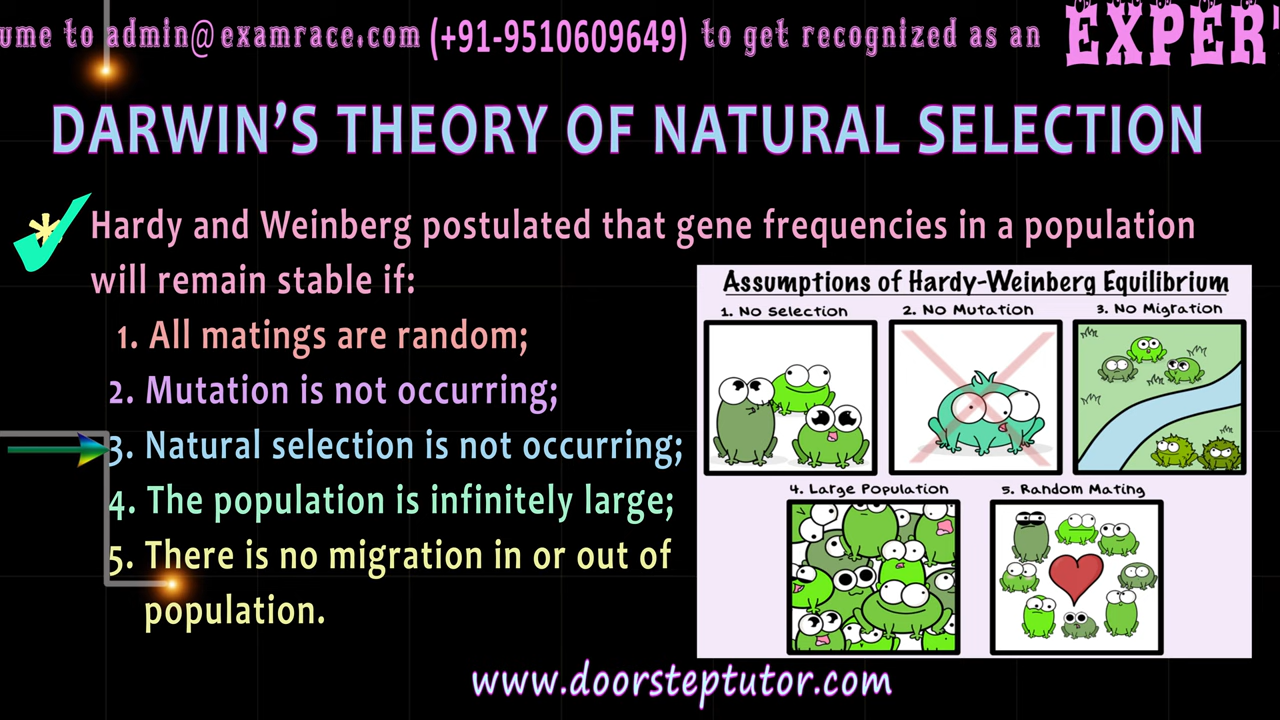 ume to admin@examrace.com (+91-9510609649) to get recognized as an EXPER
DARWIN'S THEORY OF NATURAL SELECTION
* Hardy and Weinberg postulated that gene frequencies in a population
will remain stable if:
1. All matings are random;
2. Mutation is not occurring;
3. Natural selection is not occurring;
4. The population is infinitely large;
5. There is no migration in or out of
population.
Assumptions of Hardy-Weinberg Equilibrium
1. No Selection
2. No Mutation
3. No Migration
4. Large Population
5. Random Mating
www.doorsteptutor.com